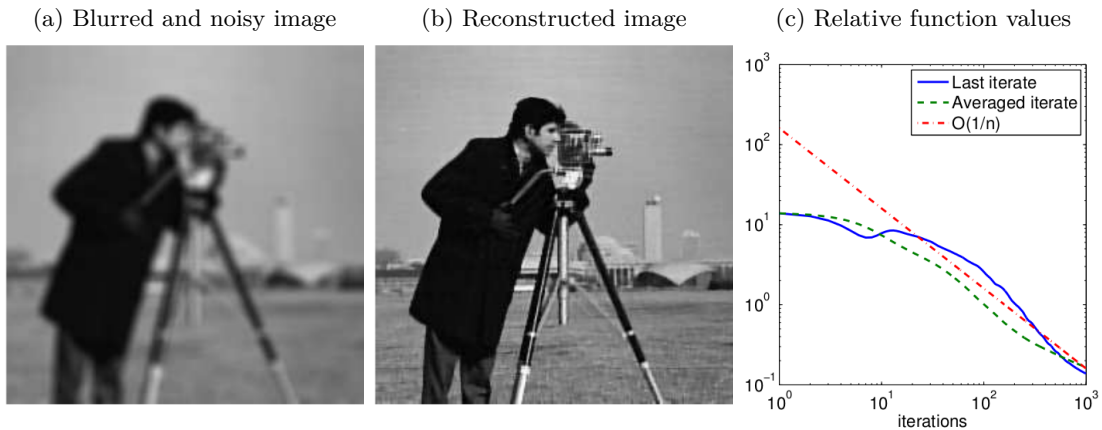 (a) Blurred and noisy image
(b) Reconstructed image
(c) Relative function values
10^3
10^2
10^1
10^0
10^-1
Last iterate
Averaged iterate
O(1/n)
10^0 10^1 10^2 10^3
iterations